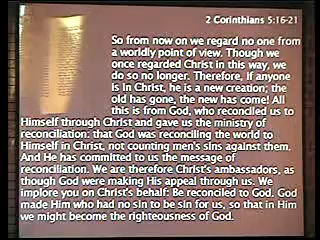 2 Corinthians 5:16-21
So from now on we regard no one from
a worldly point of view. Though we
once regarded Christ in this way, we
do so no longer. Therefore, if anyone
is in Christ, he is a new creation; the
old has gone, the new has come! All
this is from God, who reconciled us to
Himself through Christ and gave us the ministry of
reconciliation: that God was reconciling the world to
Himself in Christ, not counting men's sins against them.
And He has committed to us the message of
reconciliation. We are therefore Christ's ambassadors, as
though God were making His appeal through us. We
implore you on Christ's behalf: Be reconciled to God. God
made Him who had no sin to be sin for us, so that in Him
we might become the righteousness of God.